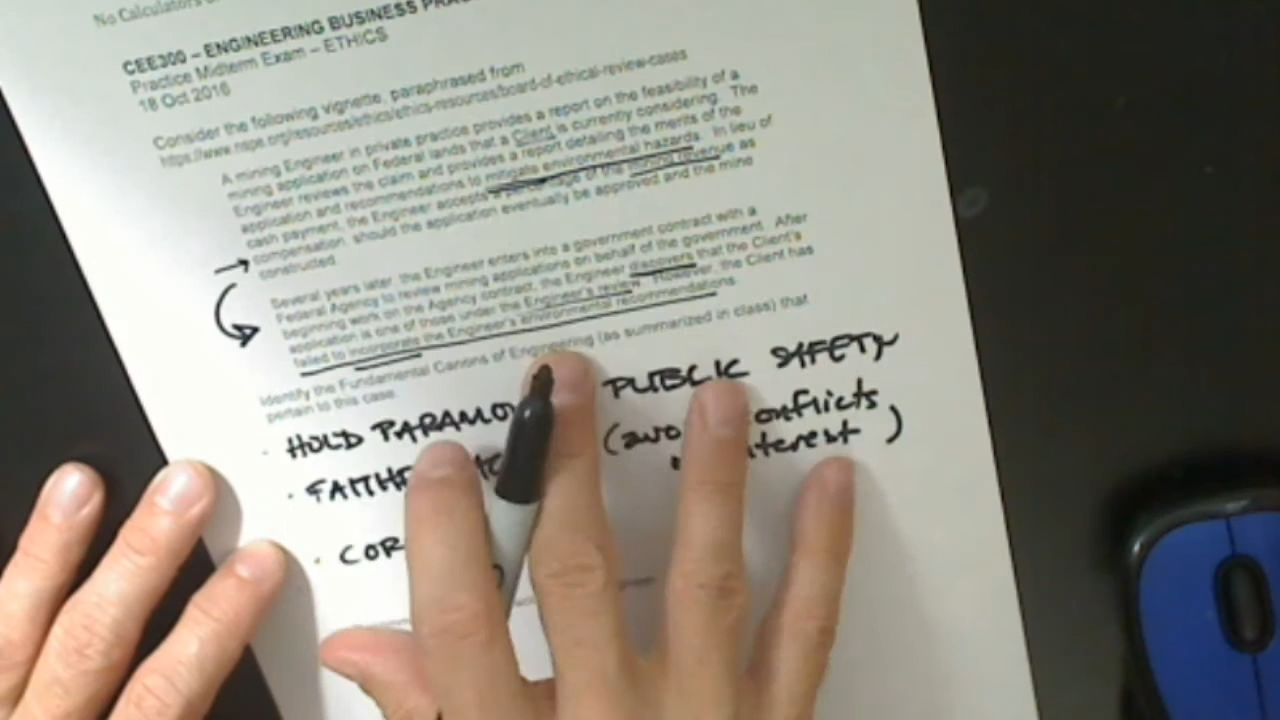 No Calculators
CEE300 – ENGINEERING BUSINESS PRAC
Practice Midterm Exam – ETHICS
18 Oct 2016
Consider the following vignette, paraphrased from
https://www.nspe.org/resources/ethics/ethics-resources/board-of-ethical-review-cases
A mining Engineer in private practice provides a report on the feasibility of a
mining application on Federal lands that a Client is currently considering. The
Engineer reviews the claim and provides a report detailing the merits of the
application and recommendations to mitigate environmental hazards. In lieu of
cash payment, the Engineer accepts a percentage of the mining revenue as
compensation, should the application eventually be approved and the mine
constructed.
Several years later, the Engineer enters into a government contract with a
Federal Agency to review mining applications on behalf of the government. After
beginning work on the Agency contract, the Engineer discovers that the Client's
application is one of those under the Engineer's review. However, the Client has
failed to incorporate the Engineer's environmental recommendations.
Identify the Fundamental Canons of Engineering (as summarized in class) that
pertain to this case.
· HOLD PARAMO PUBLIC SAFETY
· FAITHF (avo onflicts
nterest )
· COR